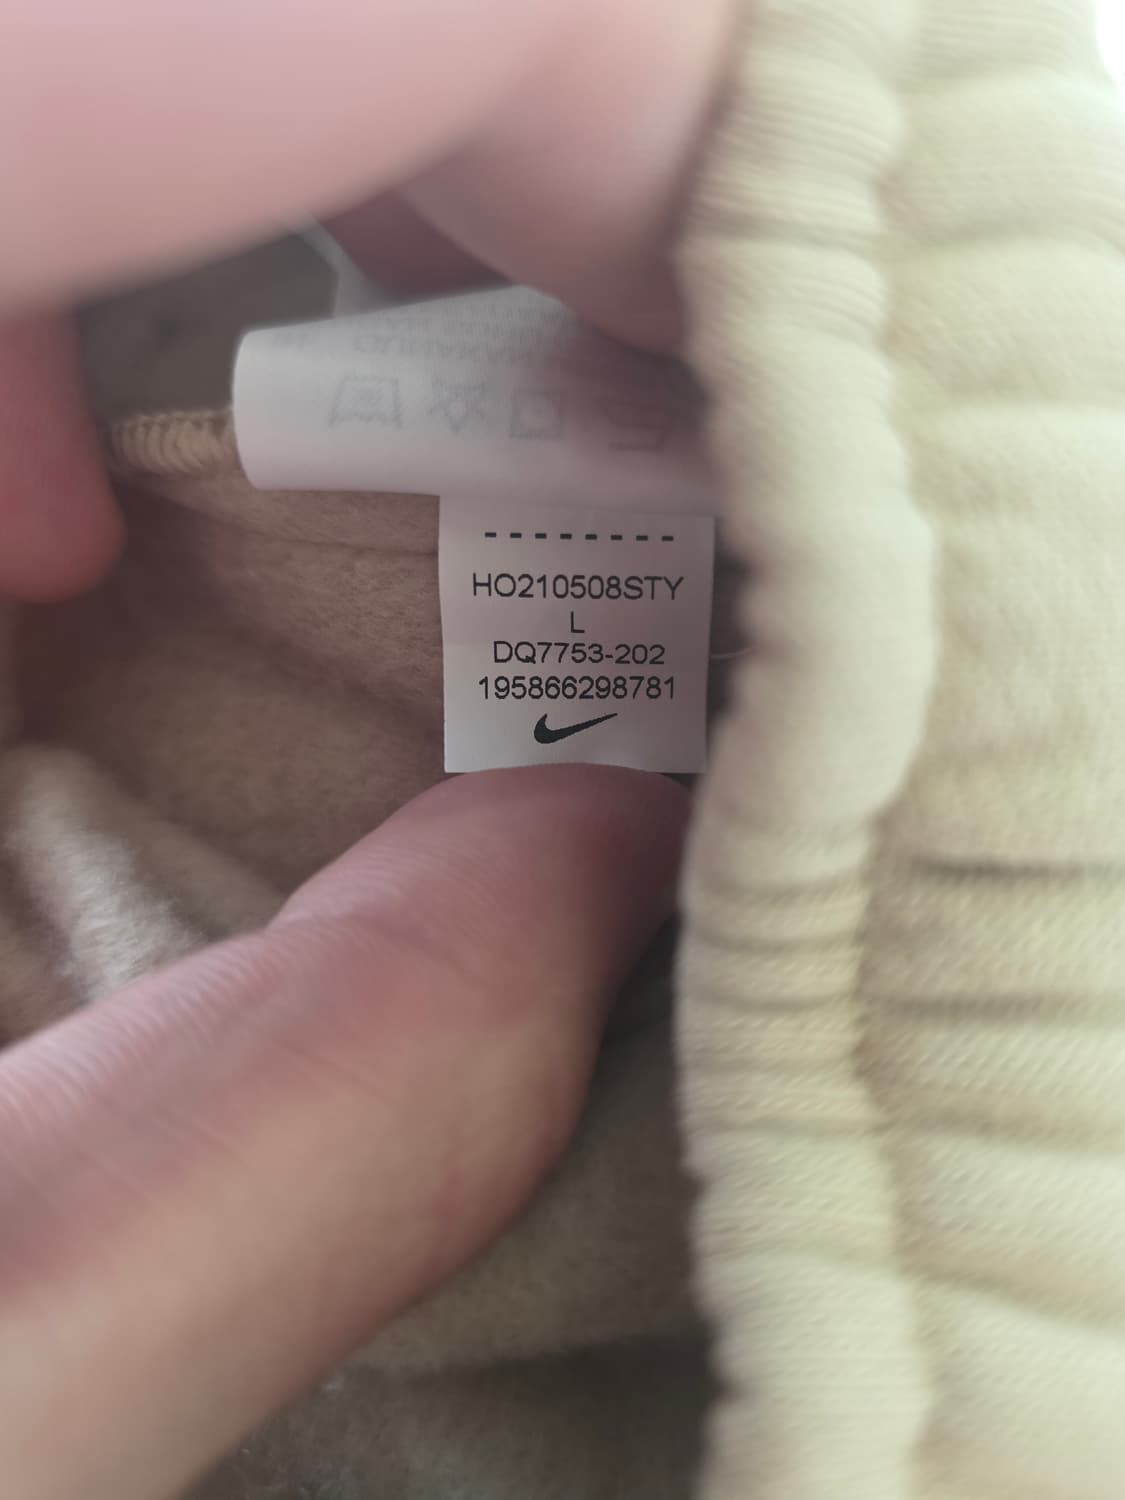 --------
HO210508STY
L
DQ7753-202
195866298781